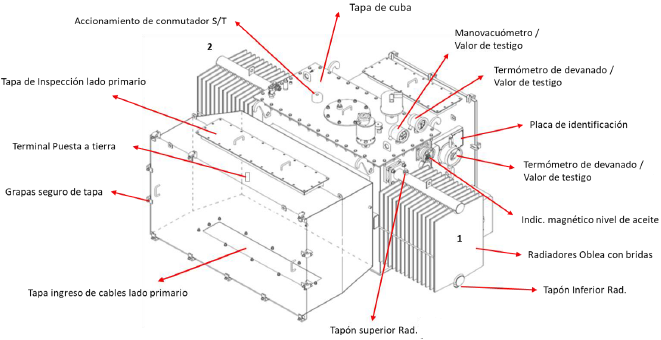 Accionamiento de conmutador S/T
Tapa de cuba
Manovacuómetro /
Valor de testigo
2
Tapa de Inspección lado primario
Termómetro de devanado /
Valor de testigo
Placa de identificación
Terminal Puesta a tierra
Termómetro de devanado /
Valor de testigo
Grapas seguro de tapa
Indic. magnético nivel de aceite
1
Radiadores Oblea con bridas
Tapa ingreso de cables lado primario
Tapón Inferior Rad.
Tapón superior Rad.